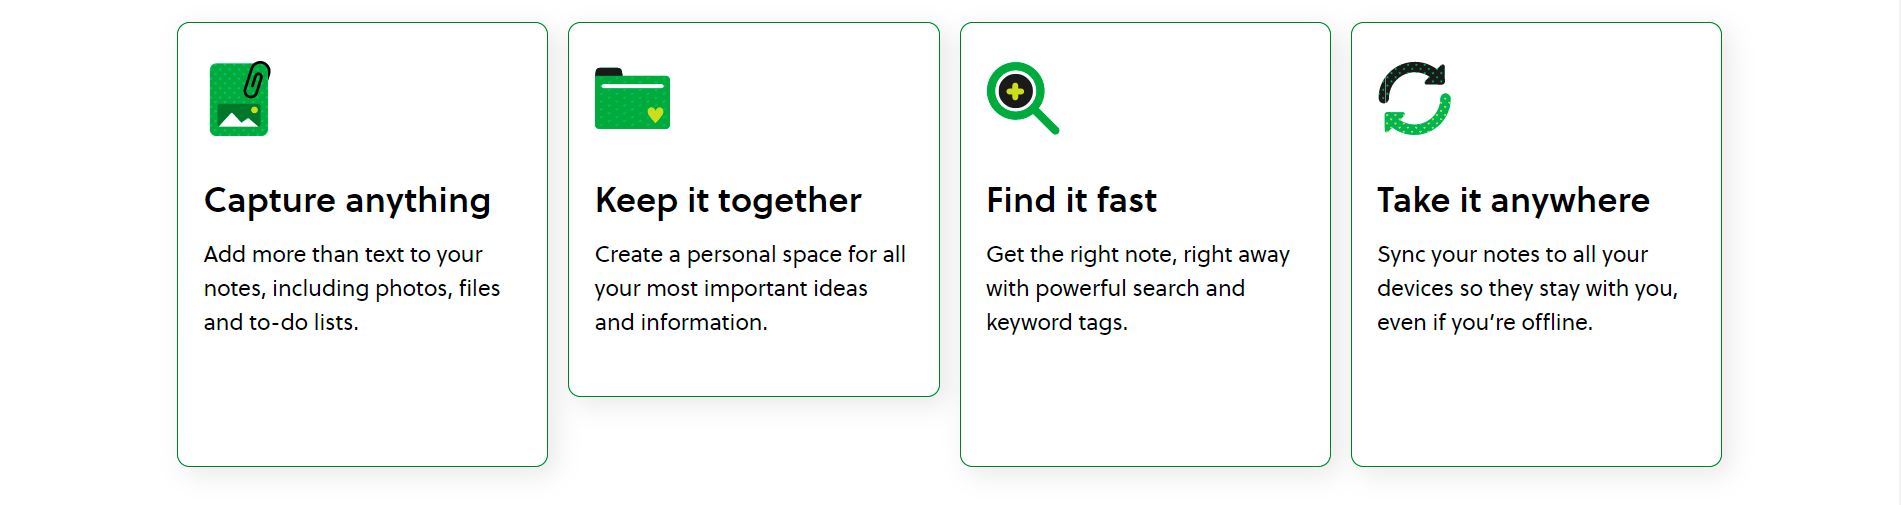 Capture anything
Add more than text to your
notes, including photos, files
and to-do lists.
Keep it together
Create a personal space for all
your most important ideas
and information.
Find it fast
Get the right note, right away
with powerful search and
keyword tags.
Take it anywhere
Sync your notes to all your
devices so they stay with you,
even if you’re offline.